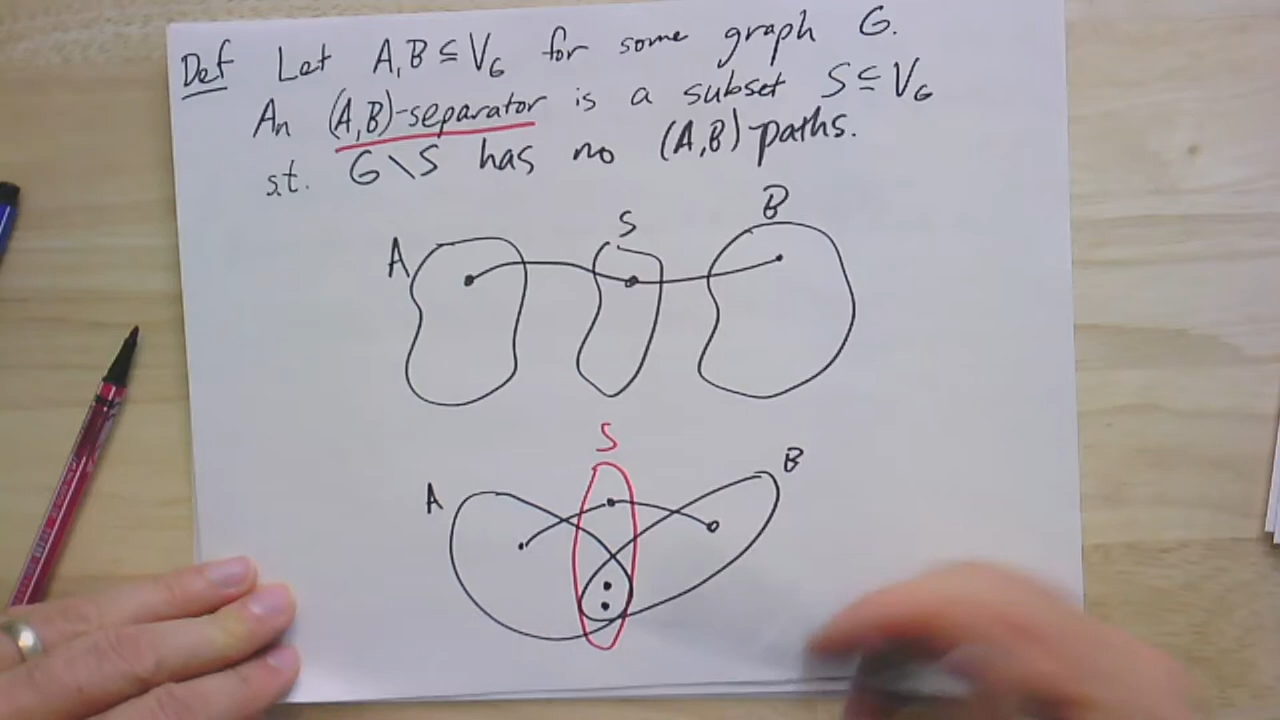 Def Let A,B ⊆ V_G for some graph G.
An (A,B)-separator is a subset S ⊆ V_G
s.t. G\S has no (A,B)-paths.
A S B
S
A B